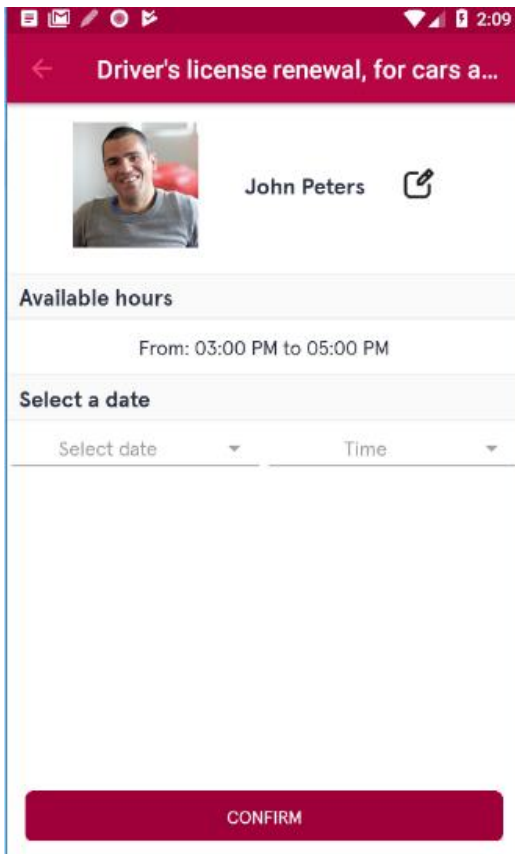 2:09
Driver's license renewal, for cars a...
John Peters
Available hours
From: 03:00 PM to 05:00 PM
Select a date
Select date
Time
CONFIRM